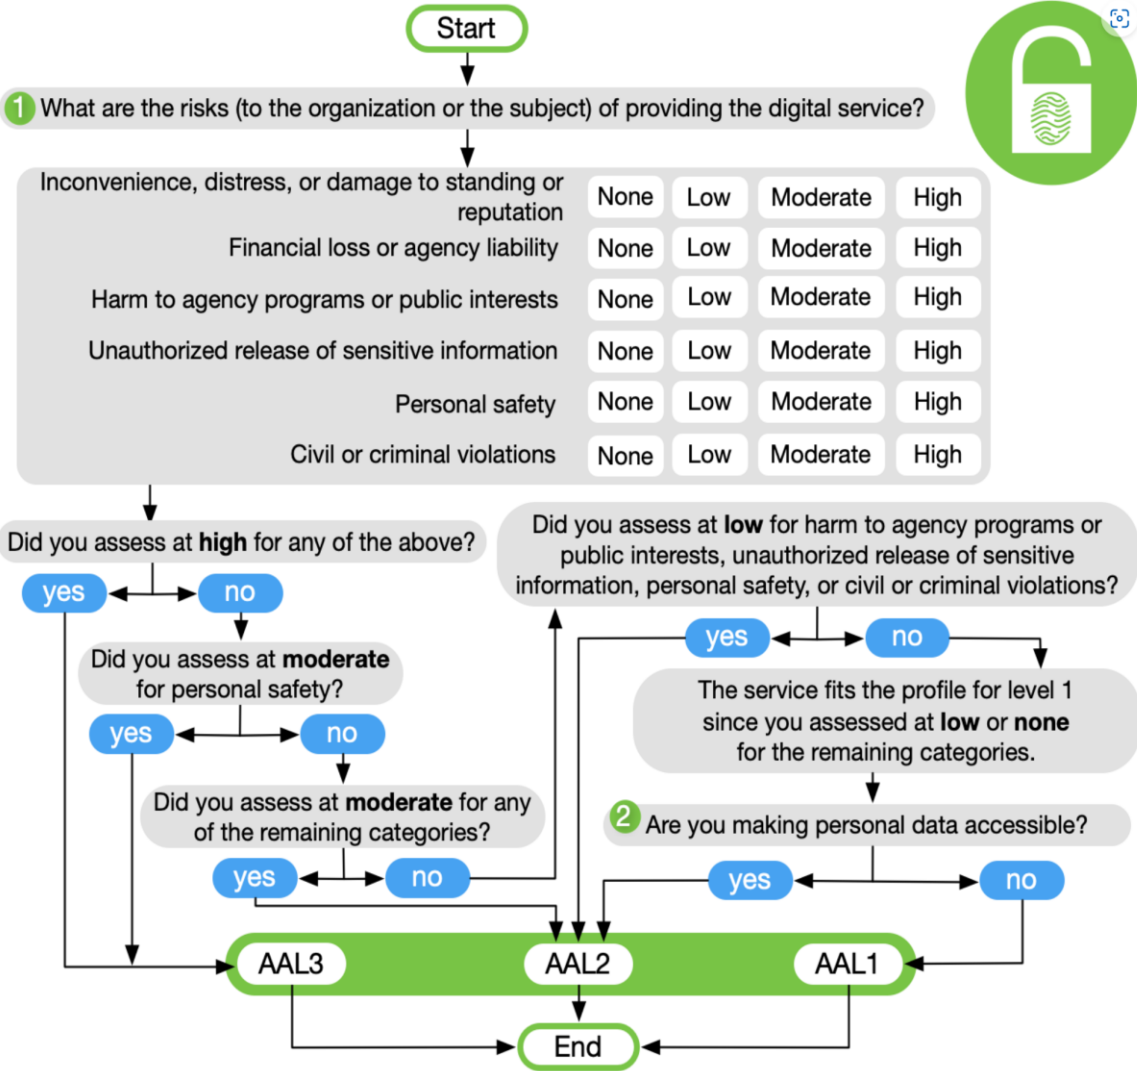 Start
1 What are the risks (to the organization or the subject) of providing the digital service?
Inconvenience, distress, or damage to standing or
reputation
None Low Moderate High
Financial loss or agency liability None Low Moderate High
Harm to agency programs or public interests None Low Moderate High
Unauthorized release of sensitive information None Low Moderate High
Personal safety None Low Moderate High
Civil or criminal violations None Low Moderate High
Did you assess at high for any of the above?
yes no
Did you assess at moderate
for personal safety?
yes no
Did you assess at moderate for any
of the remaining categories?
yes no
Did you assess at low for harm to agency programs or
public interests, unauthorized release of sensitive
information, personal safety, or civil or criminal violations?
yes no
The service fits the profile for level 1
since you assessed at low or none
for the remaining categories.
2 Are you making personal data accessible?
yes no
AAL3 AAL2 AAL1
End